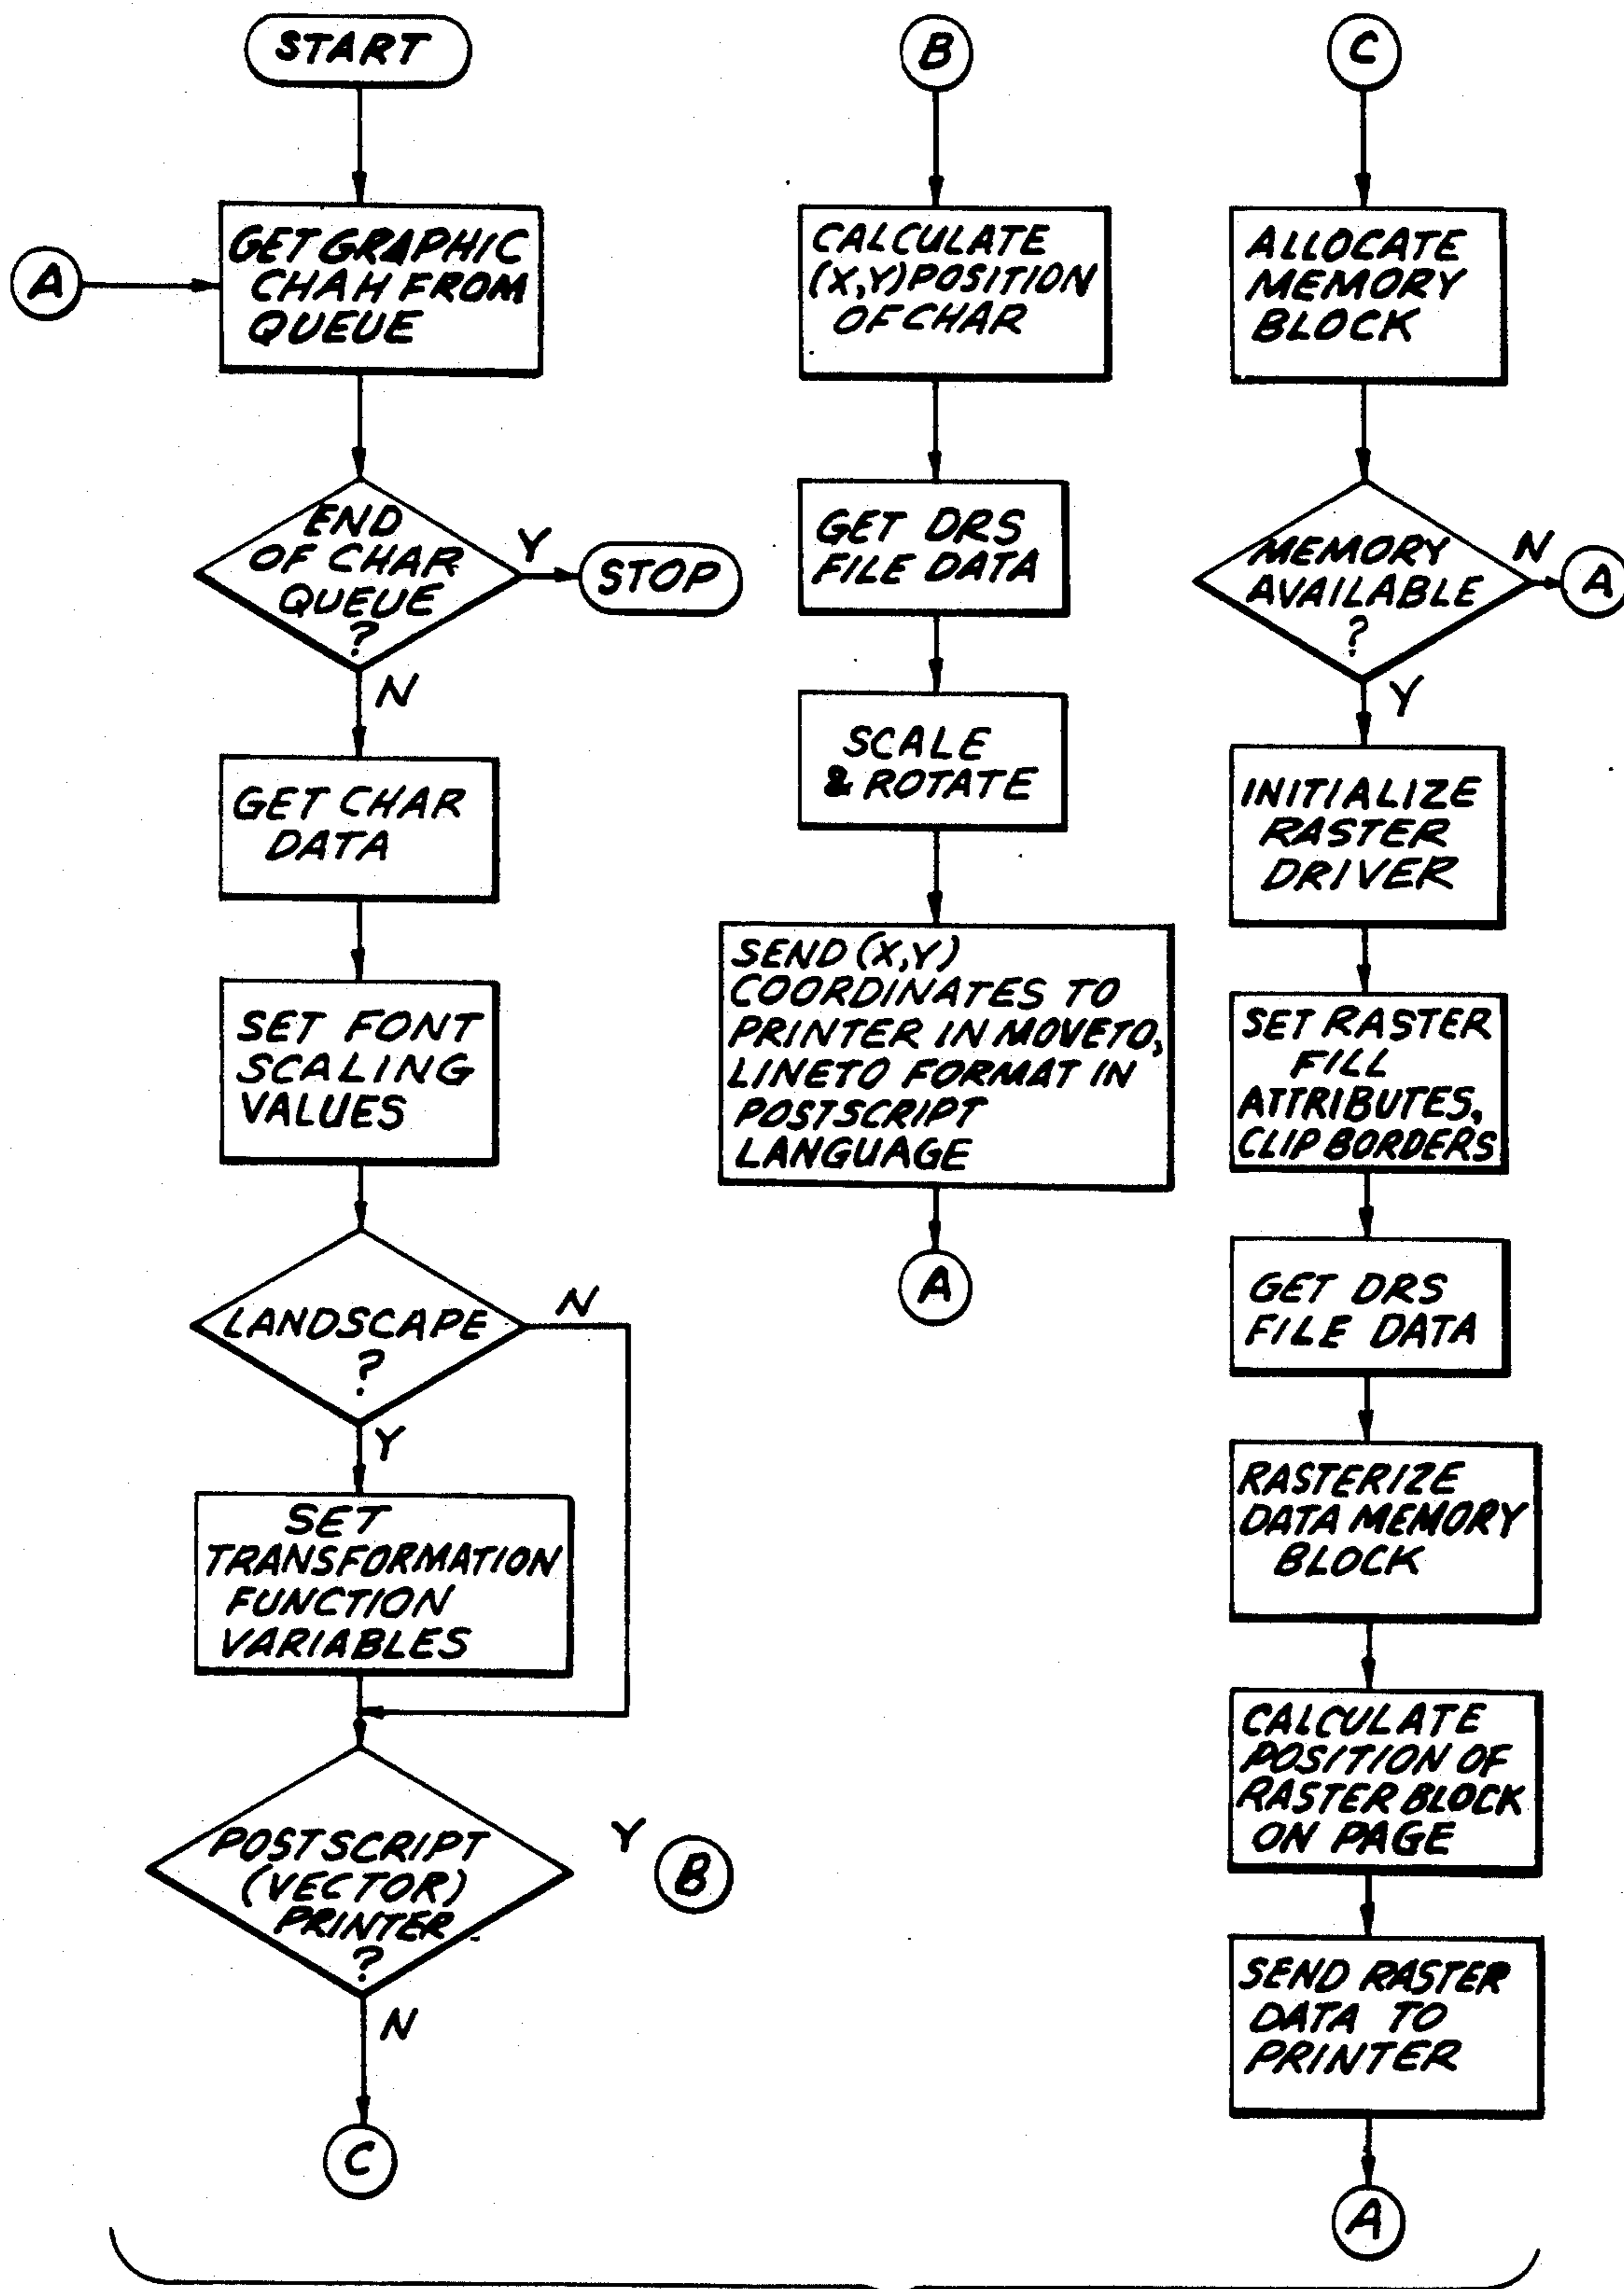 START
A
GET GRAPHIC
CHAH FROM
QUEUE
END
OF CHAR
QUEUE
?
Y
STOP
N
GET CHAR
DATA
SET FONT
SCALING
VALUES
LANDSCAPE
?
N
Y
SET
TRANSFORMATION
FUNCTION
VARIABLES
POSTSCRIPT
(VECTOR)
PRINTER
?
Y
B
N
C
B
CALCULATE
(X,Y) POSITION
OF CHAR
GET DRS
FILE DATA
SCALE
& ROTATE
SEND (X,Y)
COORDINATES TO
PRINTER IN MOVETO,
LINETO FORMAT IN
POSTSCRIPT
LANGUAGE
A
C
ALLOCATE
MEMORY
BLOCK
MEMORY
AVAILABLE
?
N
A
Y
INITIALIZE
RASTER
DRIVER
SET RASTER
FILL
ATTRIBUTES,
CLIP BORDERS
GET DRS
FILE DATA
RASTERIZE
DATA MEMORY
BLOCK
CALCULATE
POSITION OF
RASTER BLOCK
ON PAGE
SEND RASTER
DATA TO
PRINTER
A